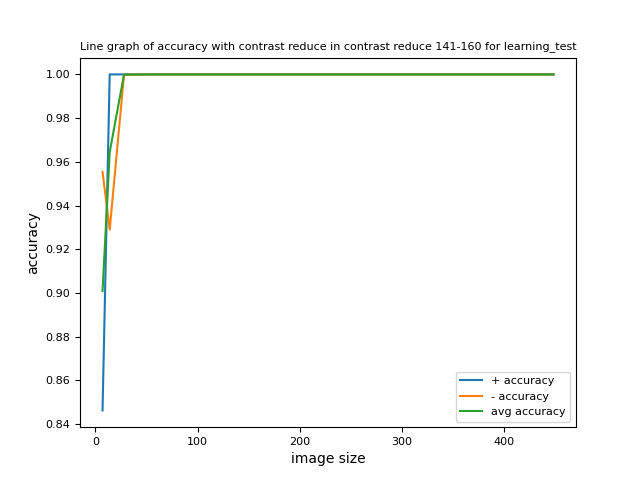 Line graph of accuracy with contrast reduce in contrast reduce 141-160 for learning_test
1.00
0.98
0.96
0.94
0.92
0.90
0.88
0.86
0.84
accuracy
0 100 200 300 400
image size
+ accuracy
- accuracy
avg accuracy